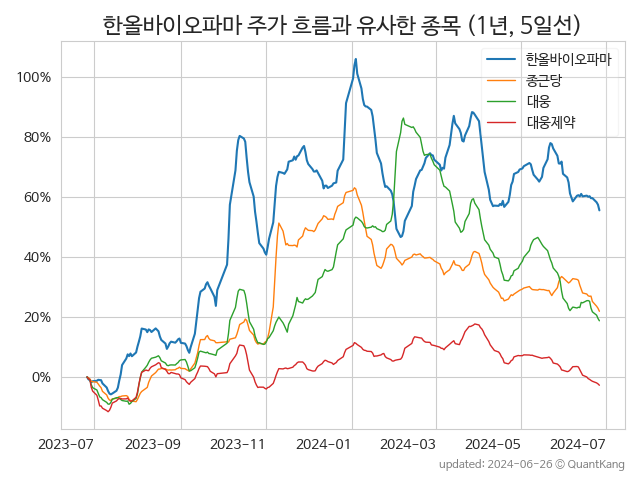 한올바이오파마 주가 흐름과 유사한 종목 (1년, 5일선)
한올바이오파마
종근당
대웅
대웅제약
100%
80%
60%
40%
20%
0%
2023-07 2023-09 2023-11 2024-01 2024-03 2024-05 2024-07
updated: 2024-06-26 ⓒ QuantKang